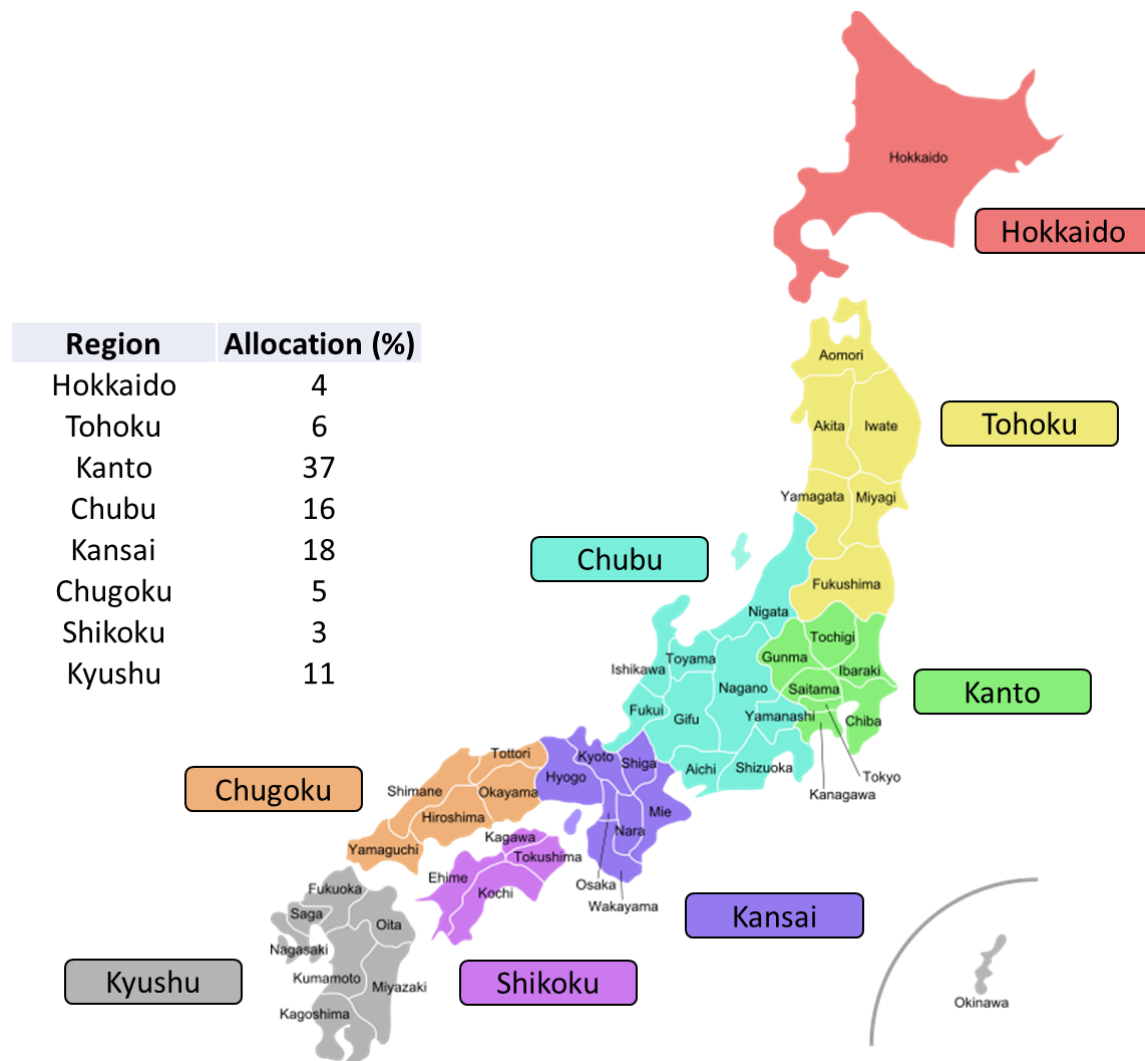 Hokkaido
Hokkaido
Region Allocation (%)
Hokkaido 4
Tohoku 6
Kanto 37
Chubu 16
Kansai 18
Chugoku 5
Shikoku 3
Kyushu 11
Aomori
Akita Iwate
Tohoku
Yamagata Miyagi
Chubu
Fukushima
Nigata
Tochigi
Toyama Gunma
Ishikawa Ibaraki
Nagano Saitama
Kanto
Fukui Gifu Yamanashi Chiba
Tottori Kyoto Shiga Aichi Shizuoka
Hyogo Tokyo
Chugoku
Shimane Okayama Kanagawa
Hiroshima Mie
Nara
Kagawa
Yamaguchi Tokushima
Ehime Osaka
Fukuoka Kochi Wakayama
Saga Oita
Kansai
Nagasaki
Kumamoto
Kyushu
Miyazaki
Shikoku
Okinawa
Kagoshima